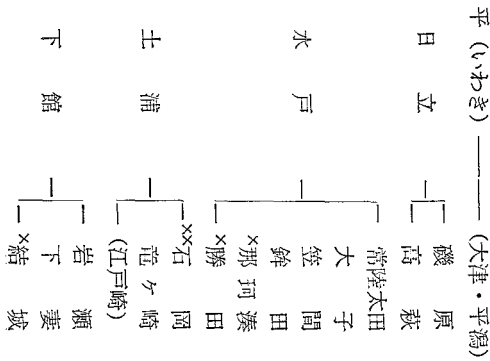 平（いわき）――（大津・平潟）
日立
磯原
高萩
水戸
常陸太田
大子
笠間
鉾田
×那珂湊
×勝田
土浦
××石岡
竜ヶ崎
（江戸崎）
下館
岩瀬
下妻
×結城